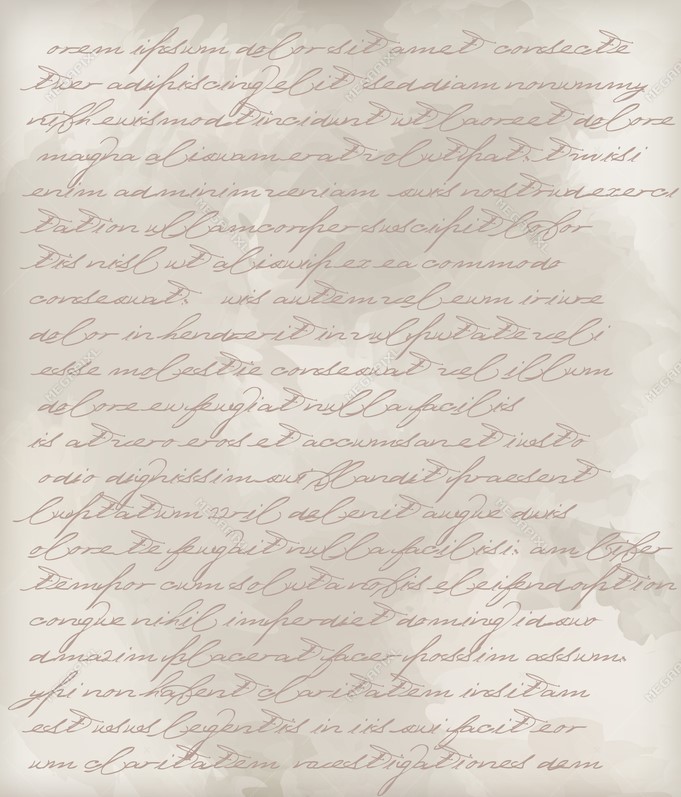 orem ipsum dolor sit amet consecte
tuer adipiscing elit sed diam nonummy
nibh euismod tincidunt ut laoreet dolore
magna aliquam erat volutpat. t wisi
enim ad minim veniam quis nostrud exerci
tation ullamcorper suscipit lobor
tis nisl ut aliquip ex ea commodo
consequat. uis autem vel eum iriure
dolor in hendrerit in vulputate veli
esse molestie consequat vel illum
dolore eu feugiat nulla facilis
is at vero eros et accumsan et iusto
odio dignissim qui blandit praesent
luptatum zzril delenit augue duis
olore te feugait nulla facilisi. am liber
tempor cum soluta nobis eleifend option
congue nihil imperdiet doming id quo
d mazim placerat facer possim assum.
ypi non habent claritatem insitam
est usus legentis in iis qui facit eor
um claritatem vestigationes dem
MEGAPIXL